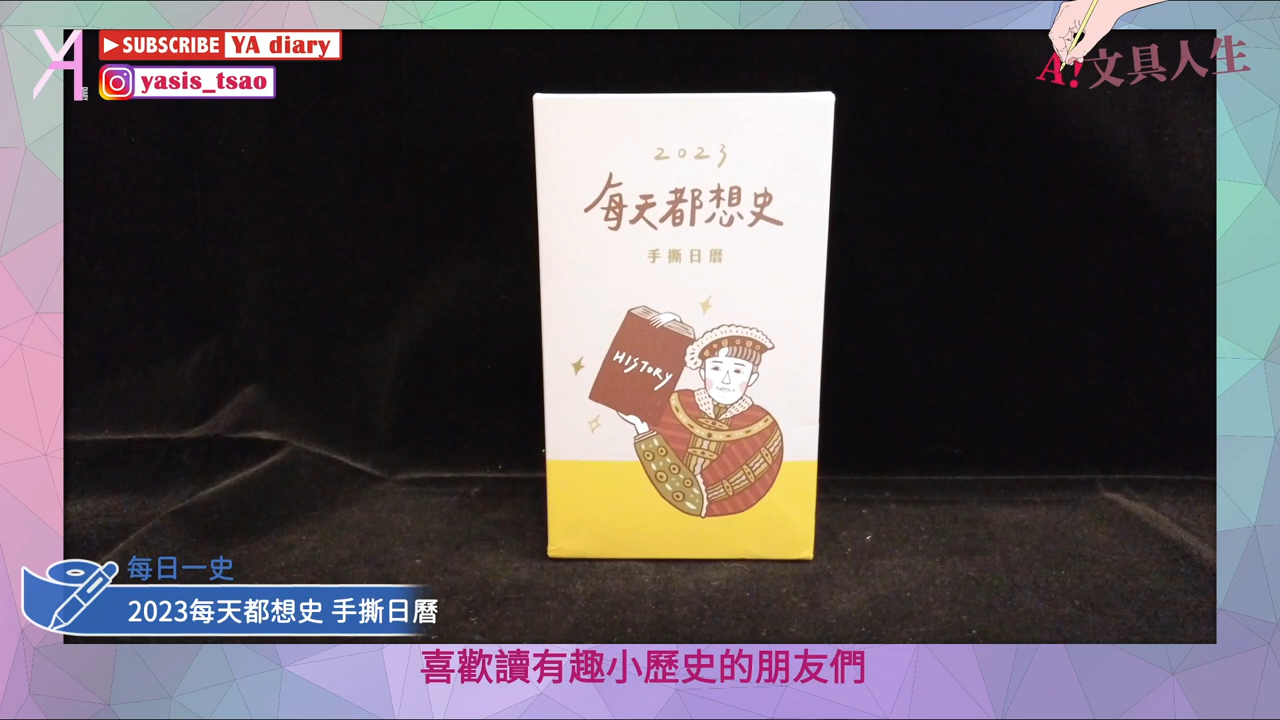 YA
DIARY
SUBSCRIBE YA diary
yasis_tsao
A!文具人生
2023
每天都想史
手撕日曆
HISTORY
每日一史
2023每天都想史 手撕日曆
喜歡讀有趣小歷史的朋友們